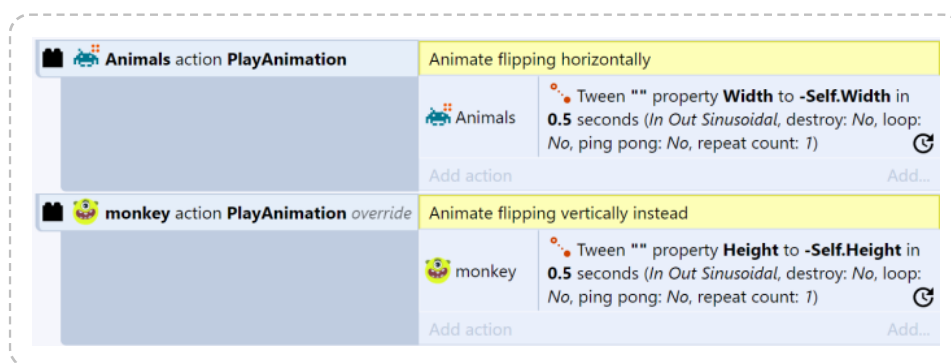 Animals action PlayAnimation
Animate flipping horizontally
Animals
Tween "" property Width to -Self.Width in
0.5 seconds (In Out Sinusoidal, destroy: No, loop:
No, ping pong: No, repeat count: 1)
Add action
Add...
monkey action PlayAnimation override
Animate flipping vertically instead
monkey
Tween "" property Height to -Self.Height in
0.5 seconds (In Out Sinusoidal, destroy: No, loop:
No, ping pong: No, repeat count: 1)
Add action
Add...